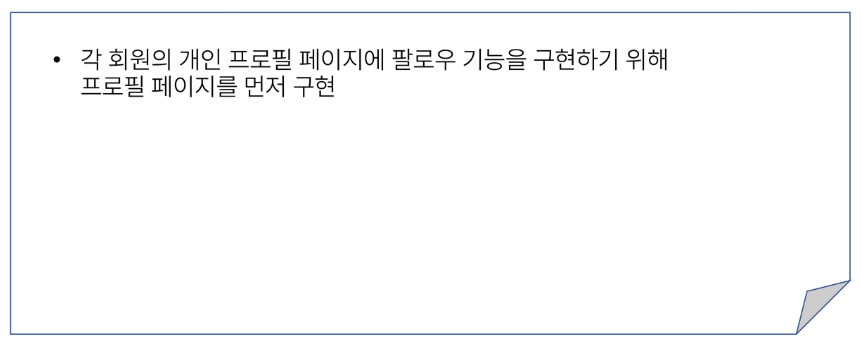 • 각 회원의 개인 프로필 페이지에 팔로우 기능을 구현하기 위해
프로필 페이지를 먼저 구현